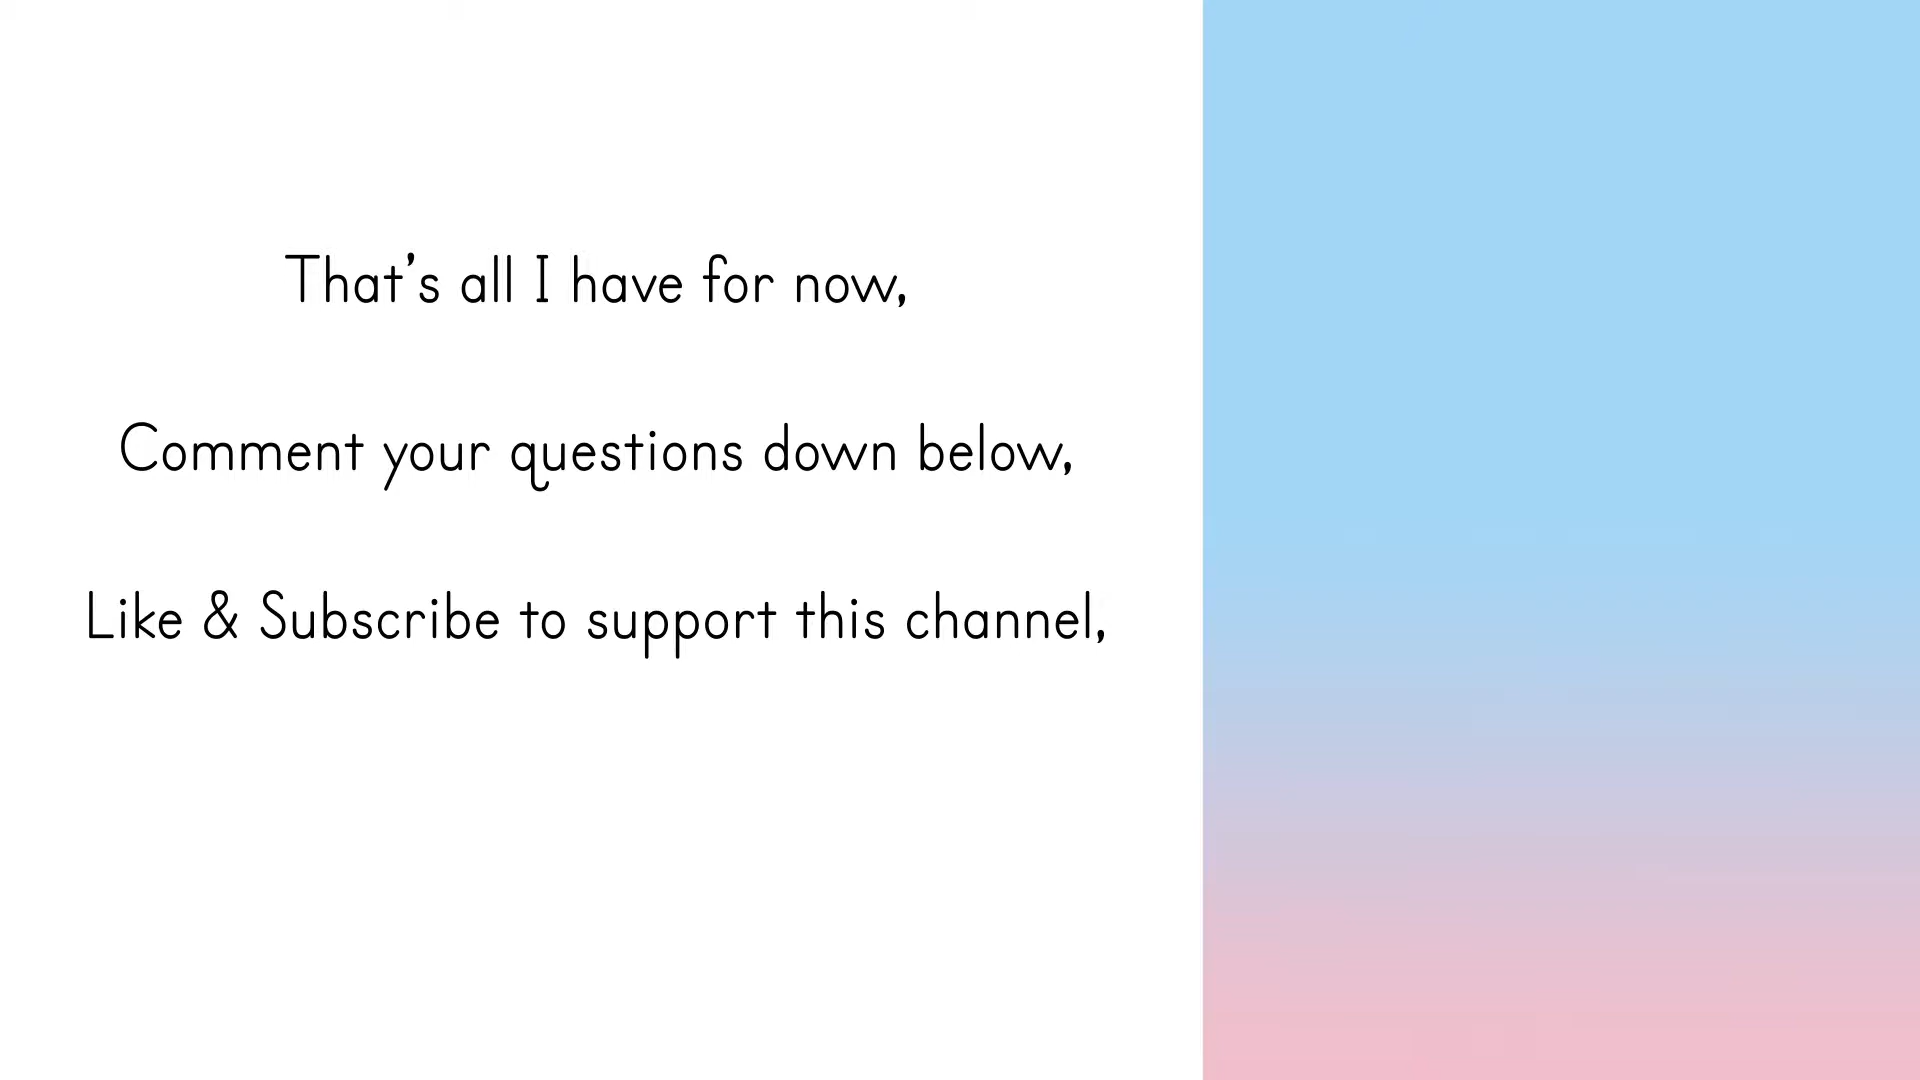 That's all I have for now,
Comment your questions down below,
Like & Subscribe to support this channel,